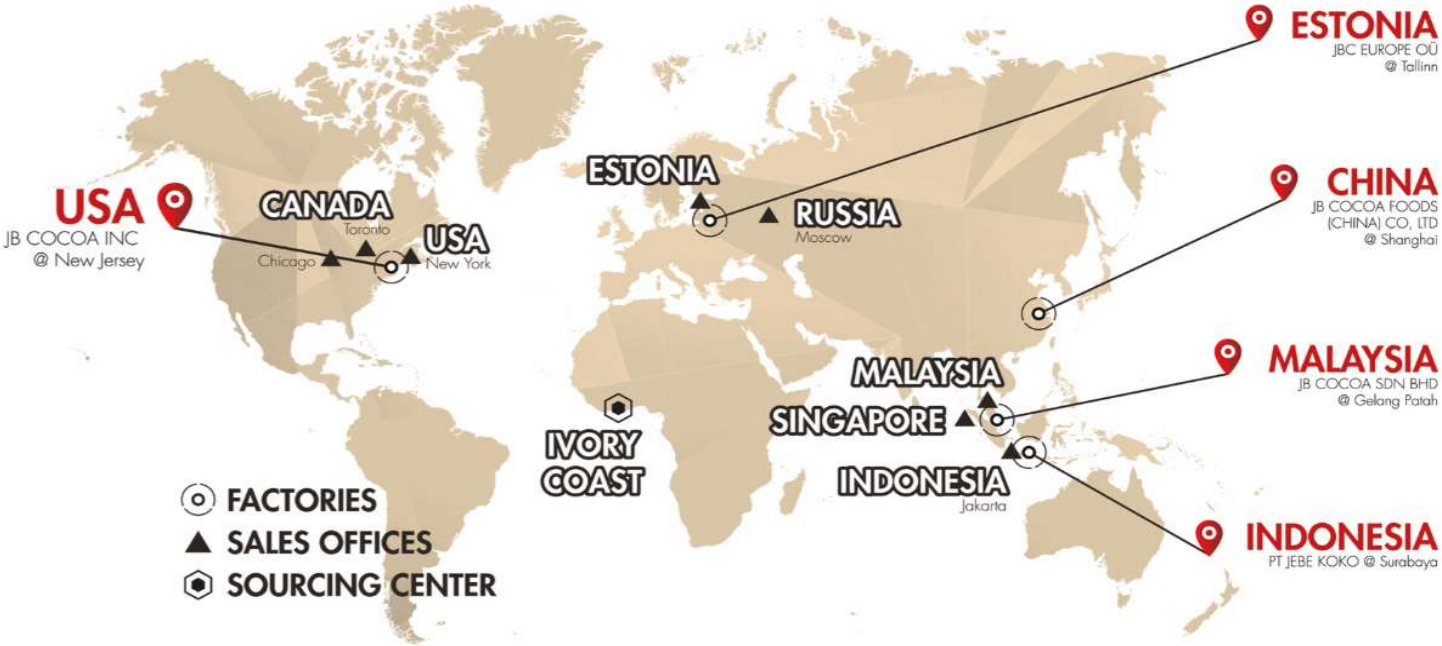 ESTONIA
JBC EUROPE OÜ
@ Tallinn
ESTONIA
CHINA
JB COCOA FOODS
(CHINA) CO, LTD
@ Shanghai
USA
JB COCOA INC
@ New Jersey
CANADA
Toronto
RUSSIA
Moscow
USA
New York
Chicago
MALAYSIA
JB COCOA SDN BHD
@ Gelang Patah
MALAYSIA
SINGAPORE
IVORY
COAST
INDONESIA
Jakarta
FACTORIES
SALES OFFICES
SOURCING CENTER
INDONESIA
PT JEBE KOKO @ Surabaya